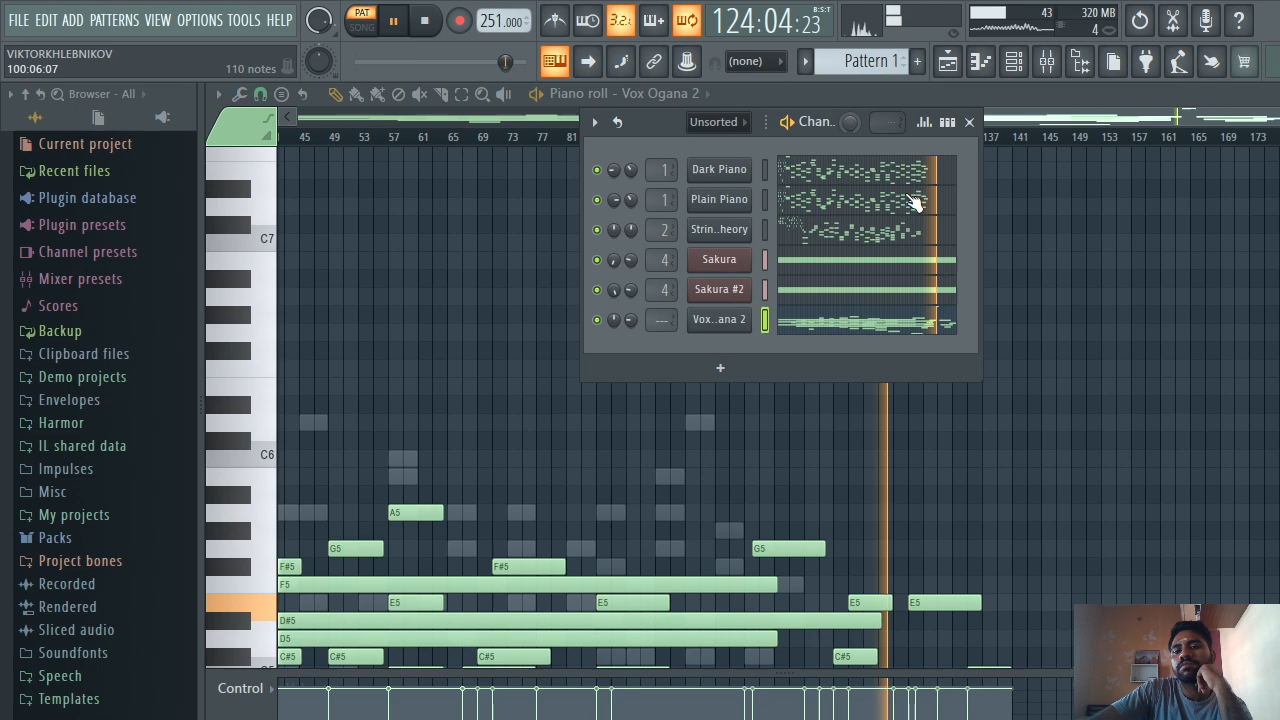 FILE EDIT ADD PATTERNS VIEW OPTIONS TOOLS HELP
PAT
SONG
251.000
3.2
124:04:23
B:S:T
43
320 MB
4
VIKTORKHLEBNIKOV
100:06:07
110 notes
(none)
Pattern 1
+
Browser - All
Piano roll - Vox Ogana 2
Current project
Recent files
Plugin database
Plugin presets
Channel presets
Mixer presets
Scores
Backup
Clipboard files
Demo projects
Envelopes
Harmor
IL shared data
Impulses
Misc
My projects
Packs
Project bones
Recorded
Rendered
Sliced audio
Soundfonts
Speech
Templates
45 49 53 57 61 65 69 73 77 81
137 141 145 149 153 157 161 165 169 173
Unsorted
Chan..
1 Dark Piano
1 Plain Piano
2 Strin..heory
4 Sakura
4 Sakura #2
--- Vox..ana 2
+
C7
C6
A5
G5
G5
F#5
F#5
F5
E5
E5
E5
E5
D#5
D5
C#5
C#5
C#5
C#5
Control